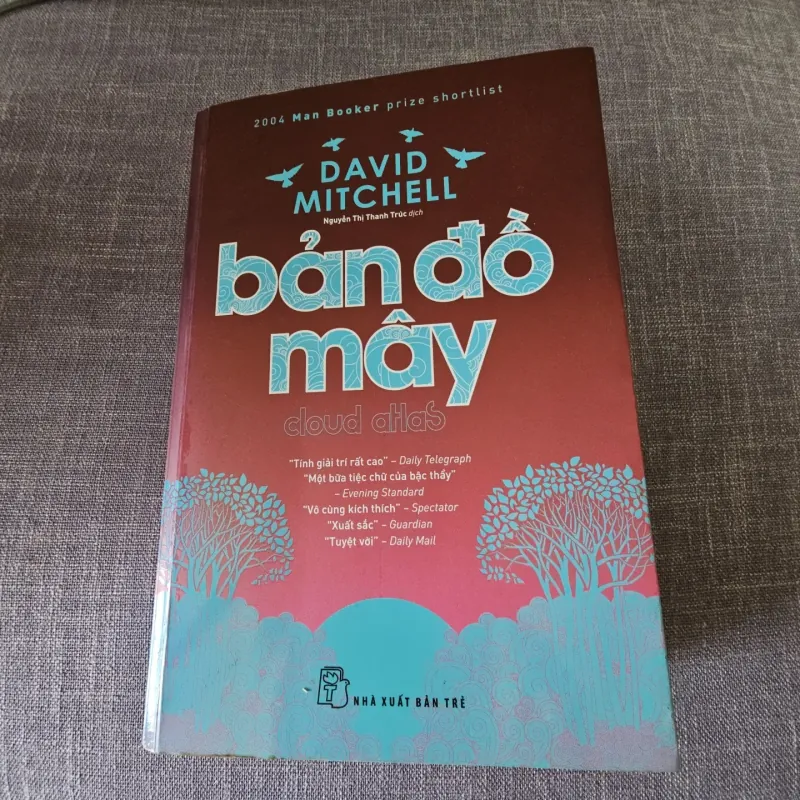 2004 Man Booker prize shortlist
DAVID
MITCHELL
Nguyễn Thị Thanh Trúc dịch
bản đồ
mây
cloud atlas
“Tính giải trí rất cao” – Daily Telegraph
“Một bữa tiệc chữ của bậc thầy”
– Evening Standard
“Vô cùng kích thích” – Spectator
“Xuất sắc” – Guardian
“Tuyệt vời” – Daily Mail
T
NHÀ XUẤT BẢN TRẺ